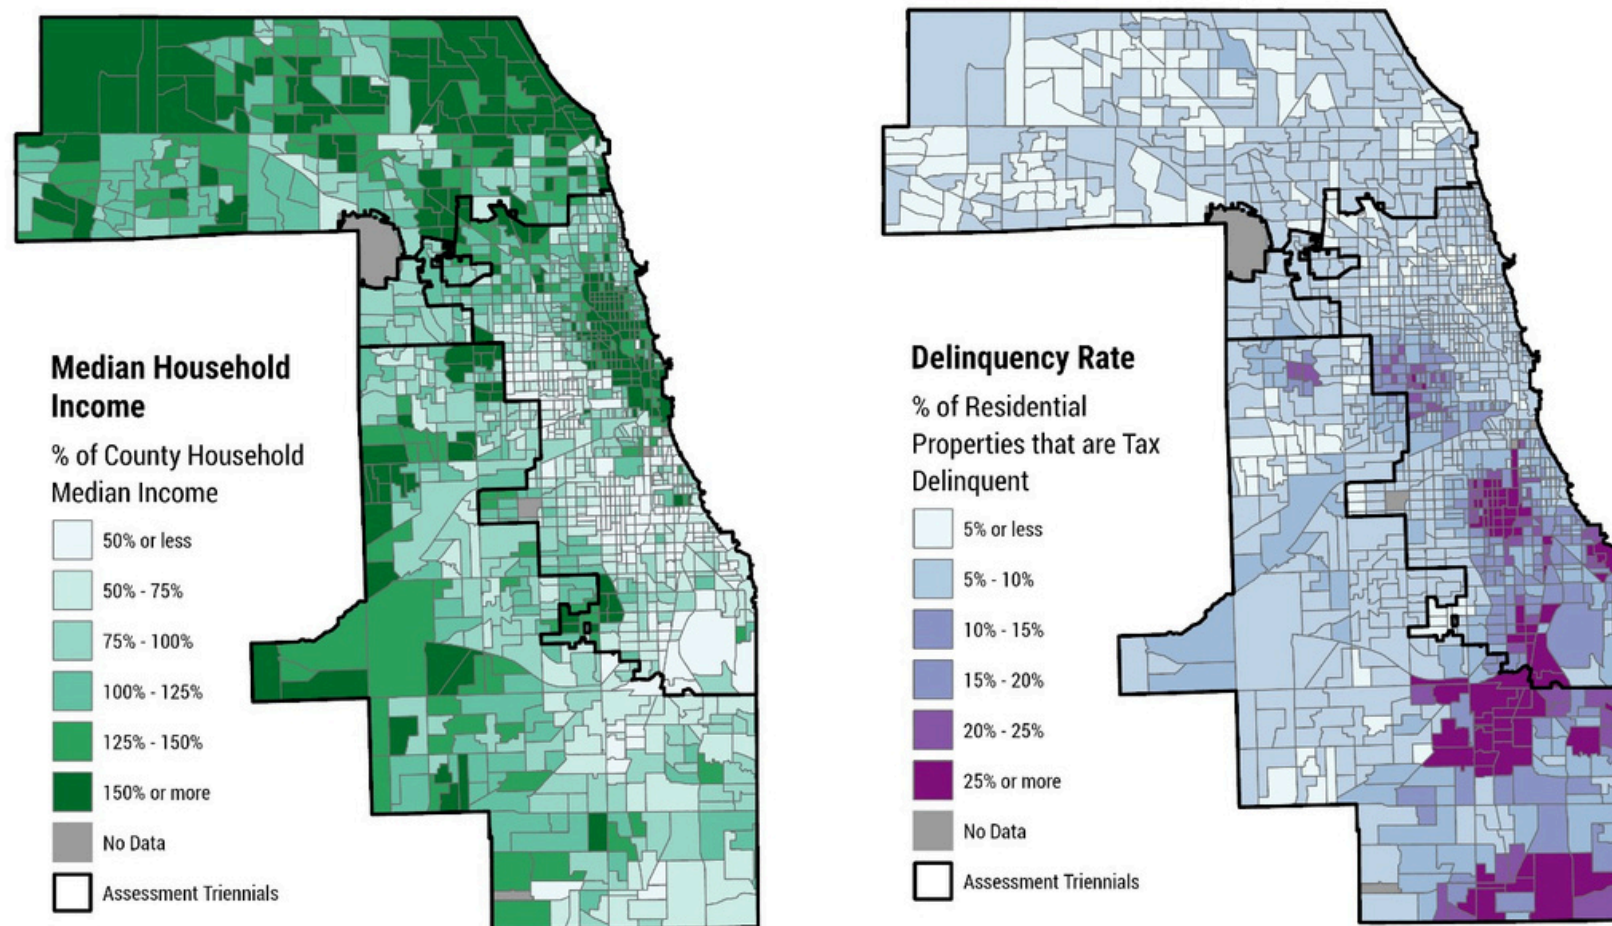 Median Household
Income
% of County Household
Median Income
50% or less
50% - 75%
75% - 100%
100% - 125%
125% - 150%
150% or more
No Data
Assessment Triennials
Delinquency Rate
% of Residential
Properties that are Tax
Delinquent
5% or less
5% - 10%
10% - 15%
15% - 20%
20% - 25%
25% or more
No Data
Assessment Triennials